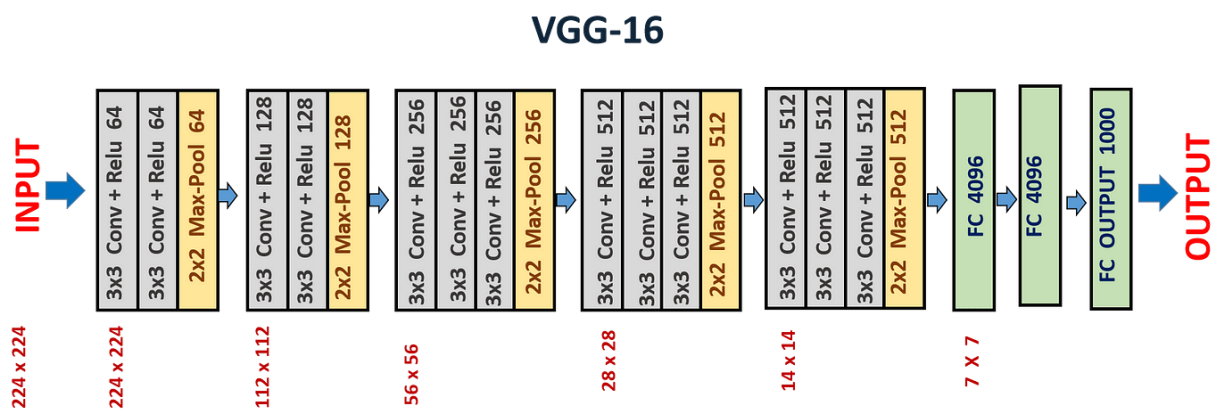 VGG-16
INPUT
3x3 Conv + Relu 64
3x3 Conv + Relu 64
2x2 Max-Pool 64
3x3 Conv + Relu 128
3x3 Conv + Relu 128
2x2 Max-Pool 128
3x3 Conv + Relu 256
3x3 Conv + Relu 256
3x3 Conv + Relu 256
2x2 Max-Pool 256
3x3 Conv + Relu 512
3x3 Conv + Relu 512
3x3 Conv + Relu 512
2x2 Max-Pool 512
3x3 Conv + Relu 512
3x3 Conv + Relu 512
3x3 Conv + Relu 512
2x2 Max-Pool 512
FC 4096
FC 4096
FC OUTPUT 1000
OUTPUT
224 x 224
224 x 224
112 x 112
56 x 56
28 x 28
14 x 14
7 X 7